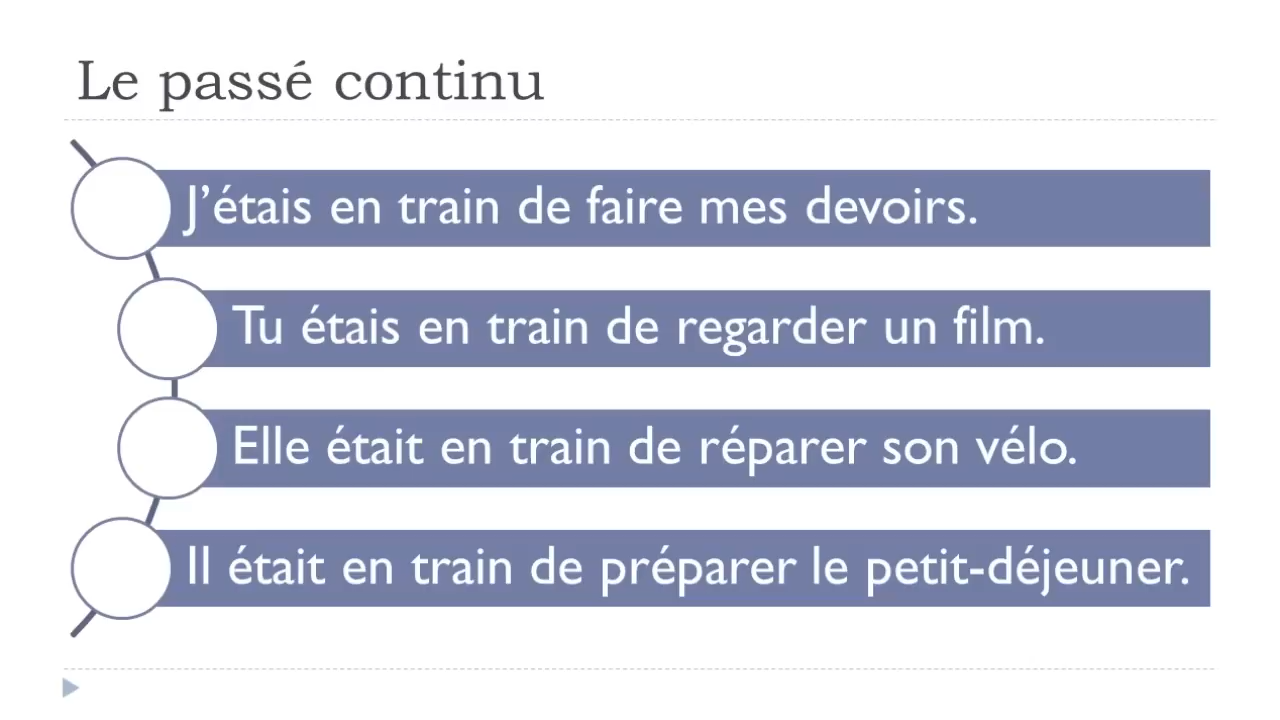 Le passé continu
J’étais en train de faire mes devoirs.
Tu étais en train de regarder un film.
Elle était en train de réparer son vélo.
Il était en train de préparer le petit-déjeuner.